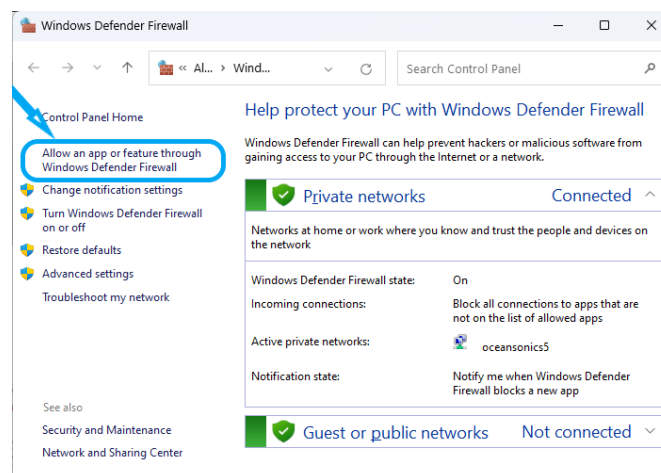 Windows Defender Firewall
« Al... › Wind...
Search Control Panel
Control Panel Home
Allow an app or feature through
Windows Defender Firewall
Change notification settings
Turn Windows Defender Firewall
on or off
Restore defaults
Advanced settings
Troubleshoot my network
See also
Security and Maintenance
Network and Sharing Center
Help protect your PC with Windows Defender Firewall
Windows Defender Firewall can help prevent hackers or malicious software from
gaining access to your PC through the Internet or a network.
Private networks Connected
Networks at home or work where you know and trust the people and devices on
the network
Windows Defender Firewall state: On
Incoming connections: Block all connections to apps that are
not on the list of allowed apps
Active private networks: oceansonics5
Notification state: Notify me when Windows Defender
Firewall blocks a new app
Guest or public networks Not connected